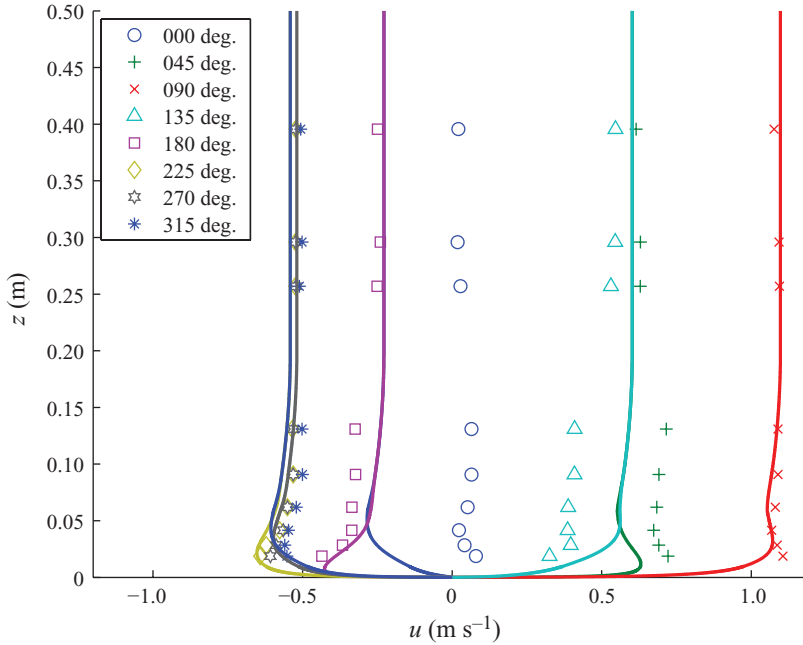 0.50
0.45
0.40
0.35
0.30
0.25
0.20
0.15
0.10
0.05
0
z (m)
000 deg.
045 deg.
090 deg.
135 deg.
180 deg.
225 deg.
270 deg.
315 deg.
−1.0
−0.5
0
0.5
1.0
u (m s⁻¹)